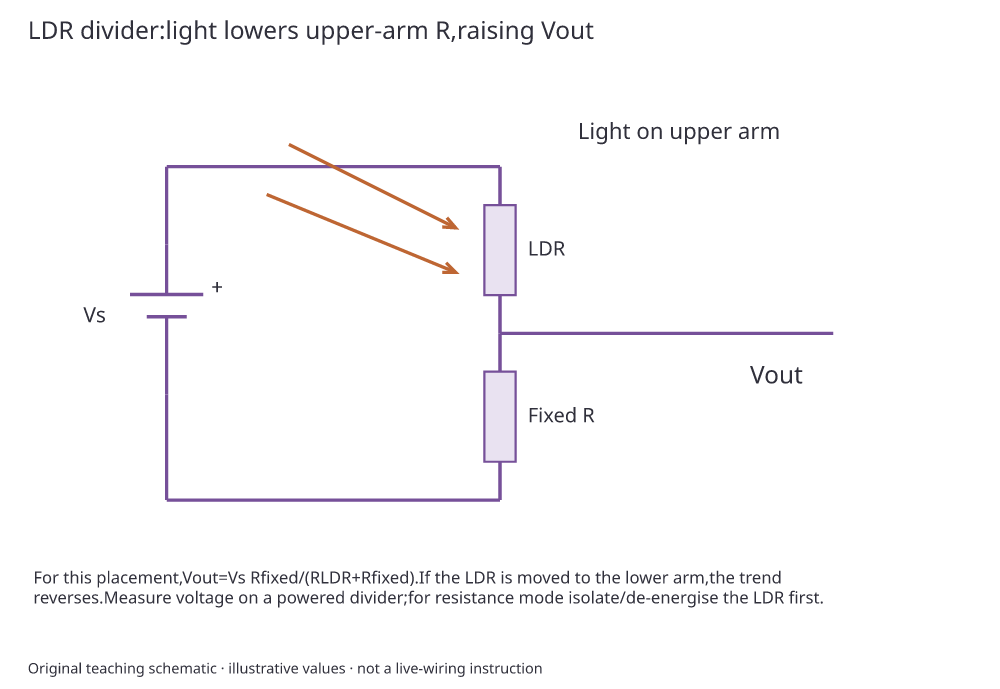 LDR divider:light lowers upper-arm R,raising Vout
Light on upper arm
LDR
+
Vs
Vout
Fixed R
For this placement,Vout=Vs Rfixed/(RLDR+Rfixed).If the LDR is moved to the lower arm,the trend
reverses.Measure voltage on a powered divider;for resistance mode isolate/de-energise the LDR first.
Original teaching schematic · illustrative values · not a live-wiring instruction